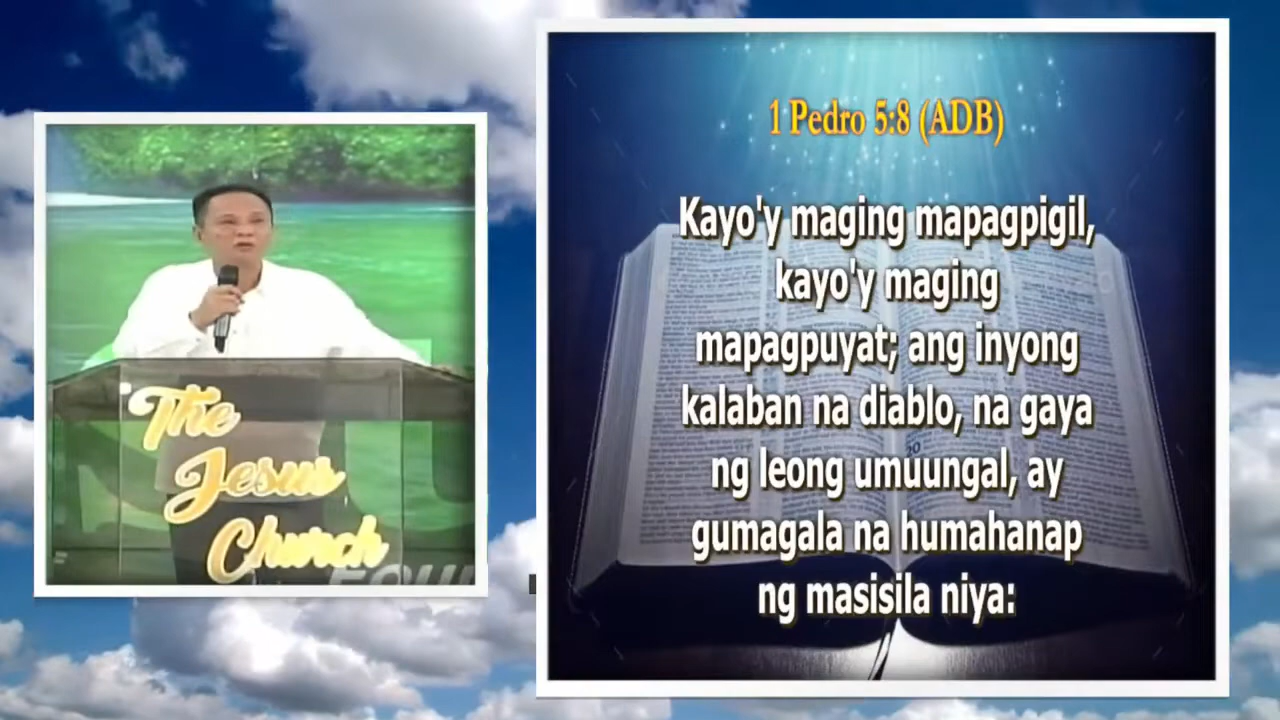 The
Jesus
Church
1 Pedro 5:8 (ADB)
Kayo'y maging mapagpigil,
kayo'y maging
mapagpuyat; ang inyong
kalaban na diablo, na gaya
ng leong umuungal, ay
gumagala na humahanap
ng masisila niya: